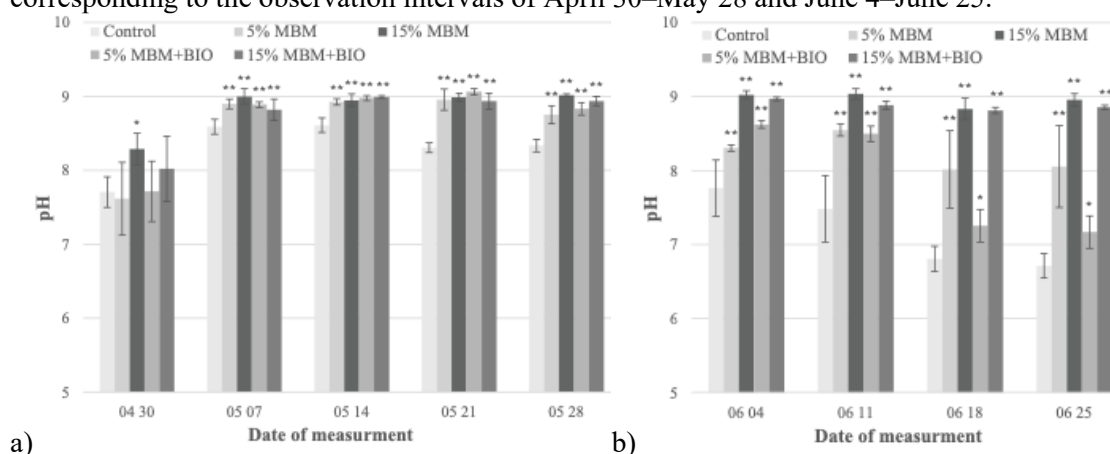 corresponding to the observation intervals of April 30–May 28 and June 4–June 25.
10
9
8
7
6
5
pH
Control
5% MBM
15% MBM
5% MBM+BIO
15% MBM+BIO
*
** ** ** **
** ** ** **
** ** ** **
** ** ** **
04 30
05 07
05 14
05 21
05 28
Date of measurment
a)
10
9
8
7
6
5
pH
Control
5% MBM
15% MBM
5% MBM+BIO
15% MBM+BIO
** ** ** **
** ** ** **
** ** * **
** ** * **
06 04
06 11
06 18
06 25
Date of measurment
b)